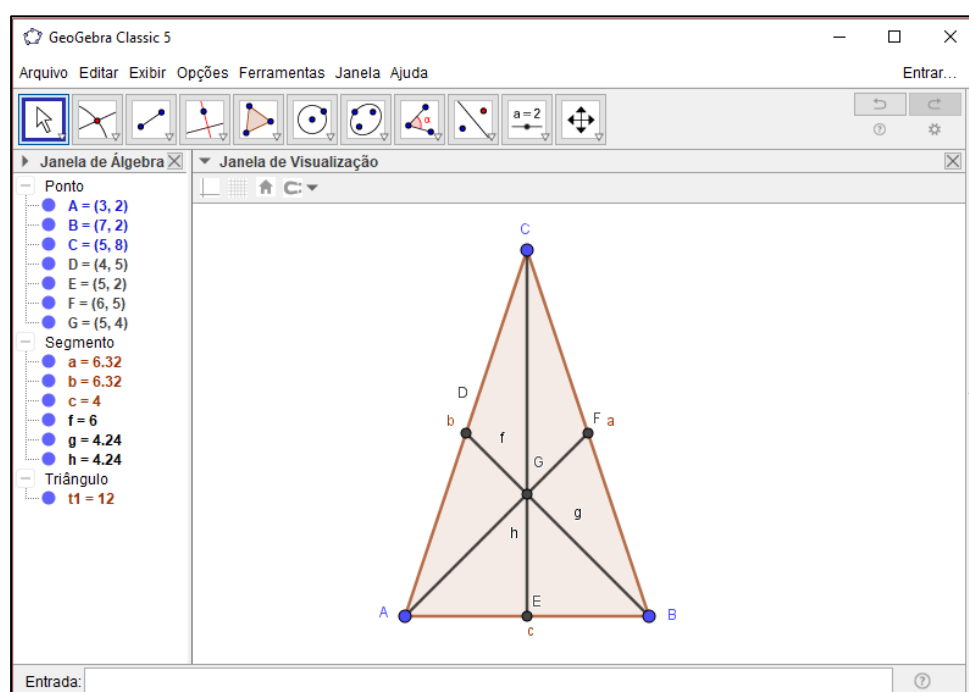 GeoGebra Classic 5
Arquivo Editar Exibir Opções Ferramentas Janela Ajuda Entrar...
a=2
Janela de Álgebra
Janela de Visualização
Ponto
A = (3, 2)
B = (7, 2)
C = (5, 8)
D = (4, 5)
E = (5, 2)
F = (6, 5)
G = (5, 4)
Segmento
a = 6.32
b = 6.32
c = 4
f = 6
g = 4.24
h = 4.24
Triângulo
t1 = 12
C
D
b
f
F a
G
g
h
E
A
B
c
Entrada: